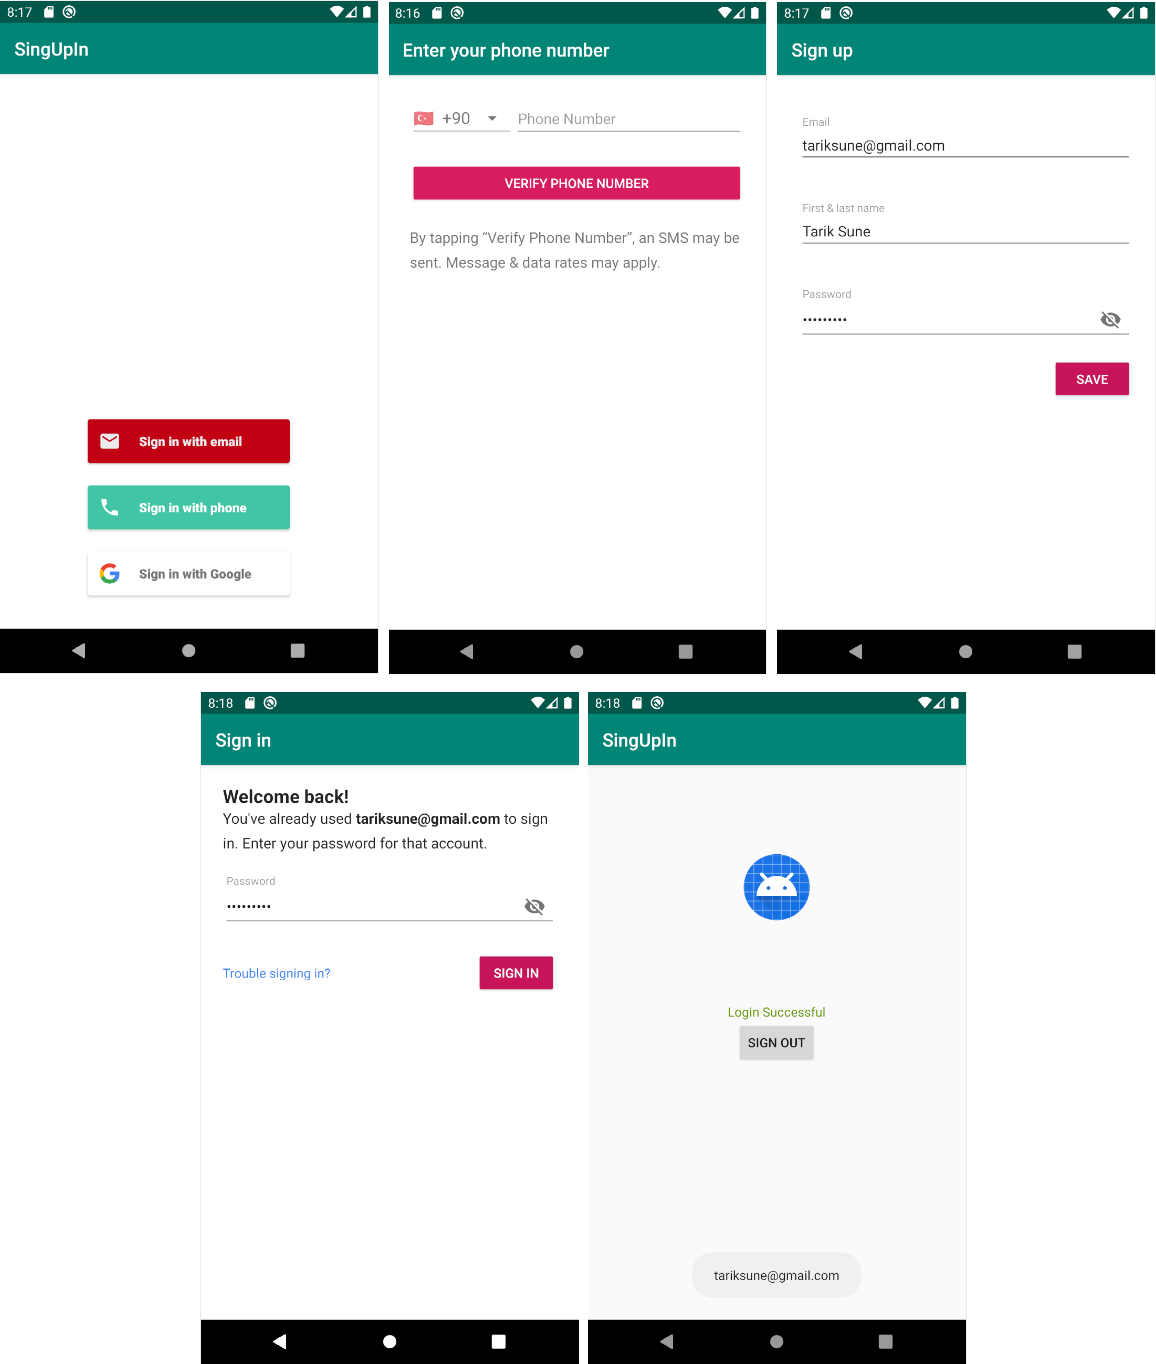 8:17
SingUpIn
Sign in with email
Sign in with phone
Sign in with Google
8:16
Enter your phone number
+90
Phone Number
VERIFY PHONE NUMBER
By tapping “Verify Phone Number”, an SMS may be
sent. Message & data rates may apply.
8:17
Sign up
Email
tariksune@gmail.com
First & last name
Tarik Sune
Password
•••••••••
SAVE
8:18
Sign in
Welcome back!
You've already used tariksune@gmail.com to sign
in. Enter your password for that account.
Password
•••••••••
Trouble signing in?
SIGN IN
8:18
SingUpIn
Login Successful
SIGN OUT
tariksune@gmail.com